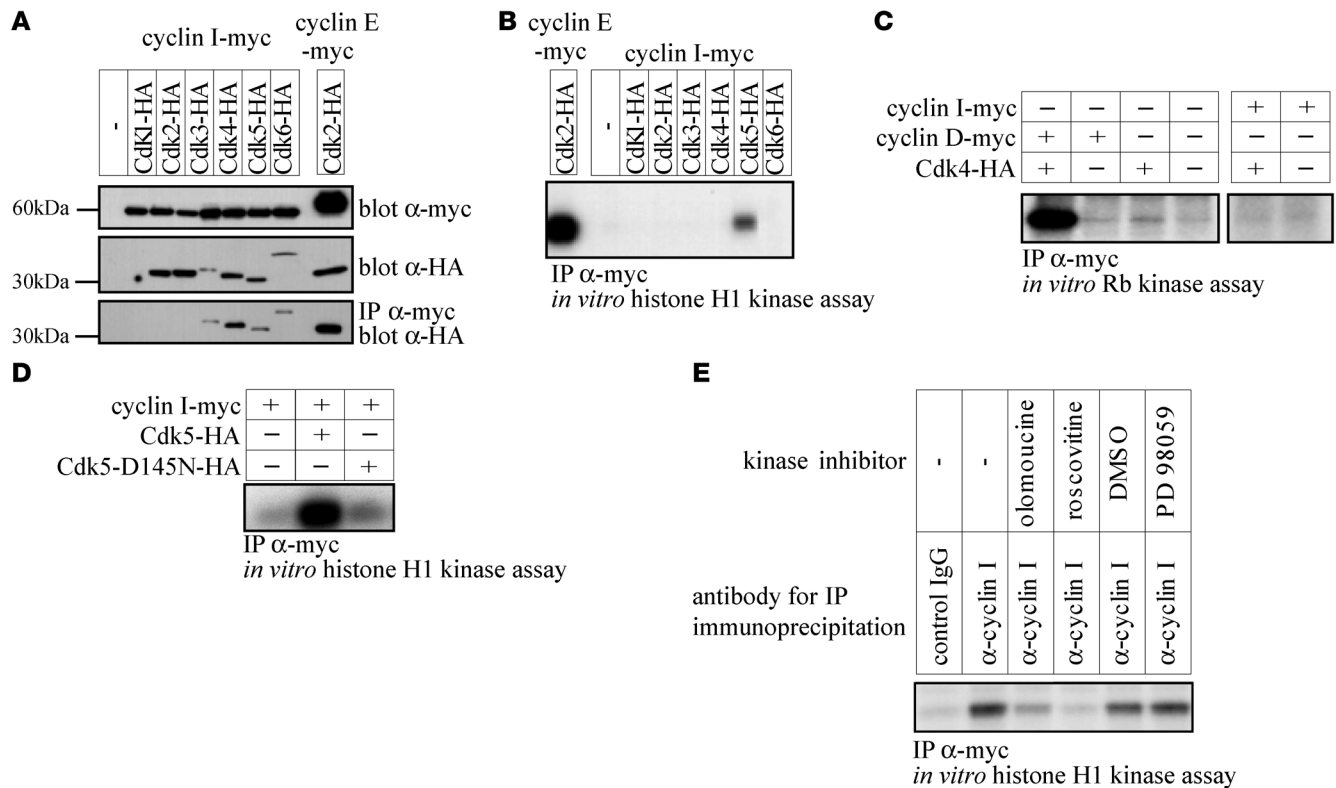 A
cyclin I-myc
cyclin E
-myc
-
CdK1-HA
Cdk2-HA
Cdk3-HA
Cdk4-HA
Cdk5-HA
Cdk6-HA
Cdk2-HA
60kDa
blot α-myc
blot α-HA
30kDa
IP α-myc
blot α-HA
30kDa
B
cyclin E
-myc
cyclin I-myc
Cdk2-HA
-
CdK1-HA
Cdk2-HA
Cdk3-HA
Cdk4-HA
Cdk5-HA
Cdk6-HA
IP α-myc
in vitro histone H1 kinase assay
C
cyclin I-myc − − − − + +
cyclin D-myc + + − − − −
Cdk4-HA + − + − + −
IP α-myc
in vitro Rb kinase assay
D
cyclin I-myc + + +
Cdk5-HA − + −
Cdk5-D145N-HA − − +
IP α-myc
in vitro histone H1 kinase assay
E
kinase inhibitor
-
-
olomoucine
roscovitine
DMSO
PD 98059
antibody for IP
immunoprecipitation
control IgG
α-cyclin I
α-cyclin I
α-cyclin I
α-cyclin I
α-cyclin I
IP α-myc
in vitro histone H1 kinase assay